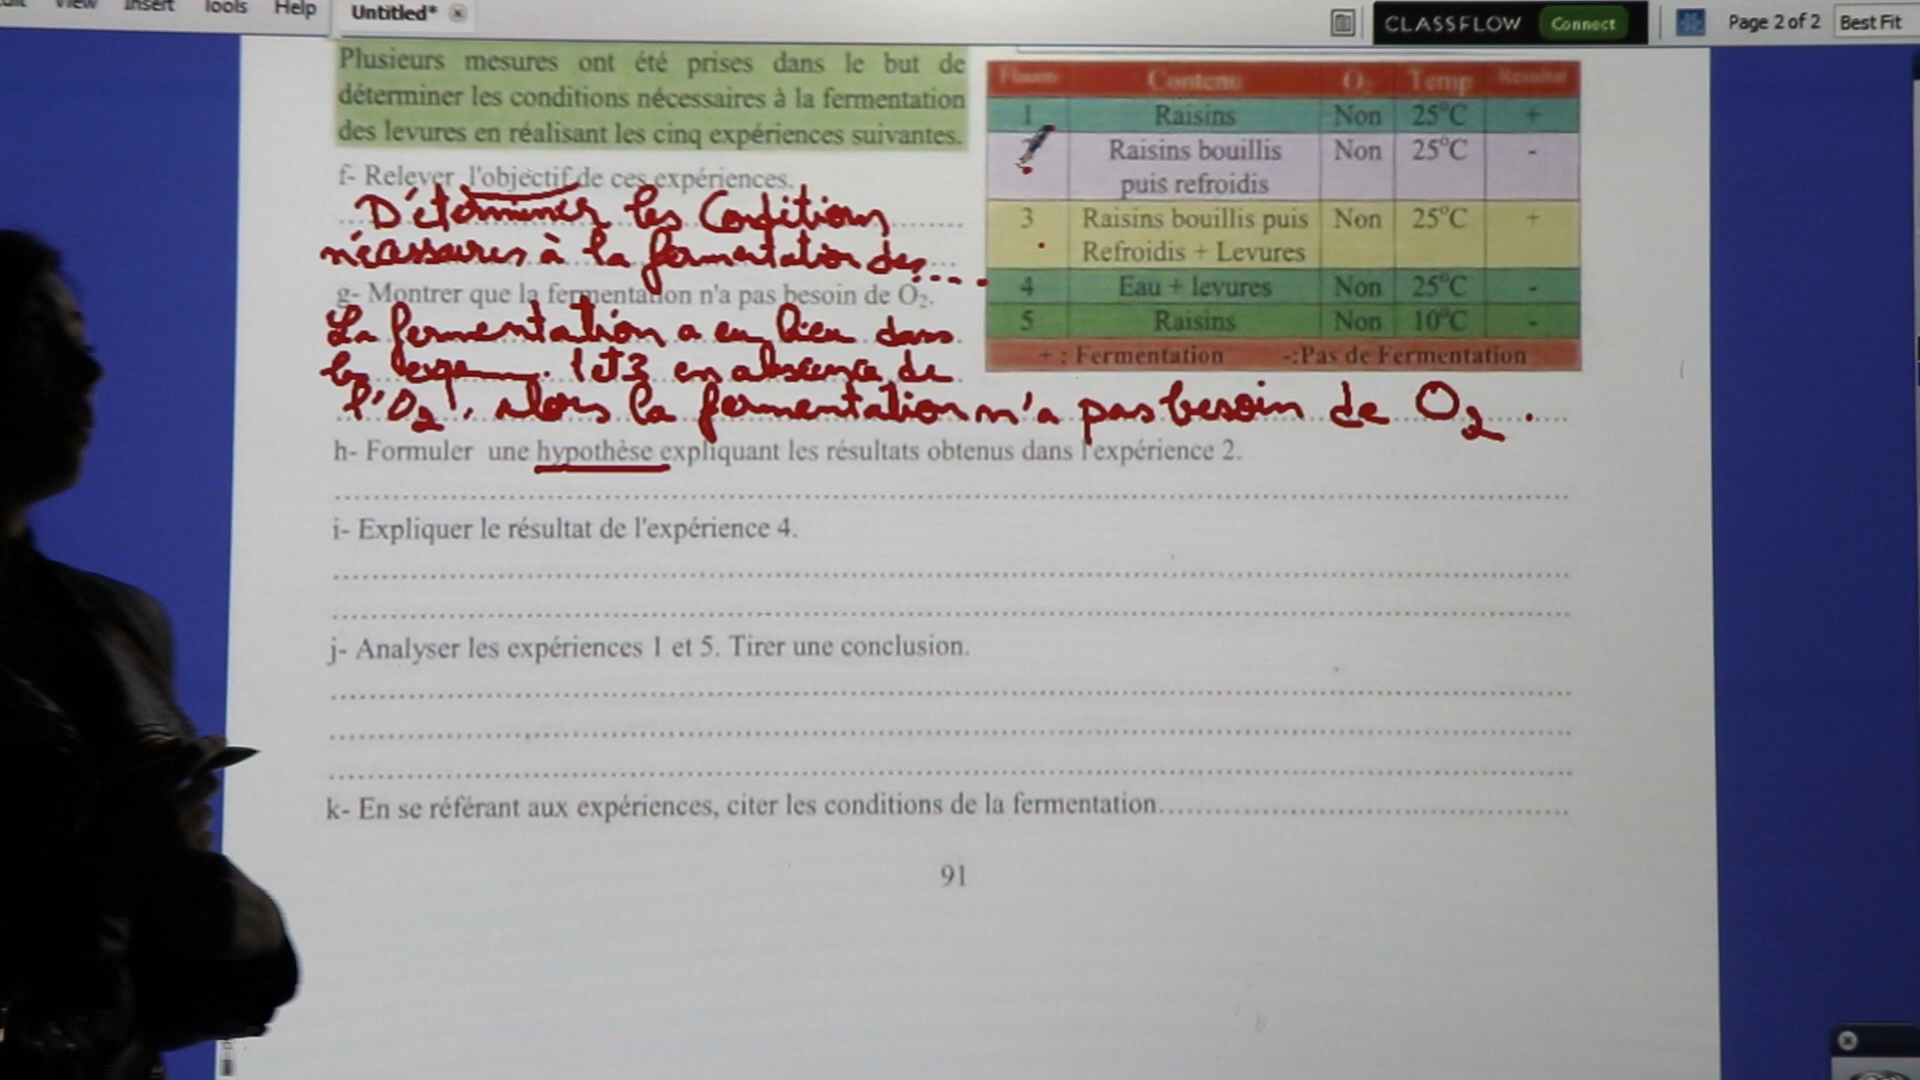 View Insert Tools Help
Untitled*
CLASSFLOW Connect Page 2 of 2 Best Fit
Plusieurs mesures ont été prises dans le but de
déterminer les conditions nécessaires à la fermentation
des levures en réalisant les cinq expériences suivantes.
f- Relever l'objectif de ces expériences.
Déterminer les Conditions
nécessaires à la fermentation des....
g- Montrer que la fermentation n'a pas besoin de O2.
La fermentation a eu lieu dans
les 1et3 en absence de
l'O2, alors la fermentation n'a pas besoin de O2.
Flacon Contenu O2 Temp Resultat
1 Raisins Non 25°C +
Raisins bouillis Non 25°C -
puis refroidis
3 Raisins bouillis puis Non 25°C +
Refroidis + Levures
4 Eau + levures Non 25°C -
5 Raisins Non 10°C -
+ : Fermentation -:Pas de Fermentation
h- Formuler une hypothèse expliquant les résultats obtenus dans l'expérience 2.
i- Expliquer le résultat de l'expérience 4.
j- Analyser les expériences 1 et 5. Tirer une conclusion.
k- En se référant aux expériences, citer les conditions de la fermentation
91